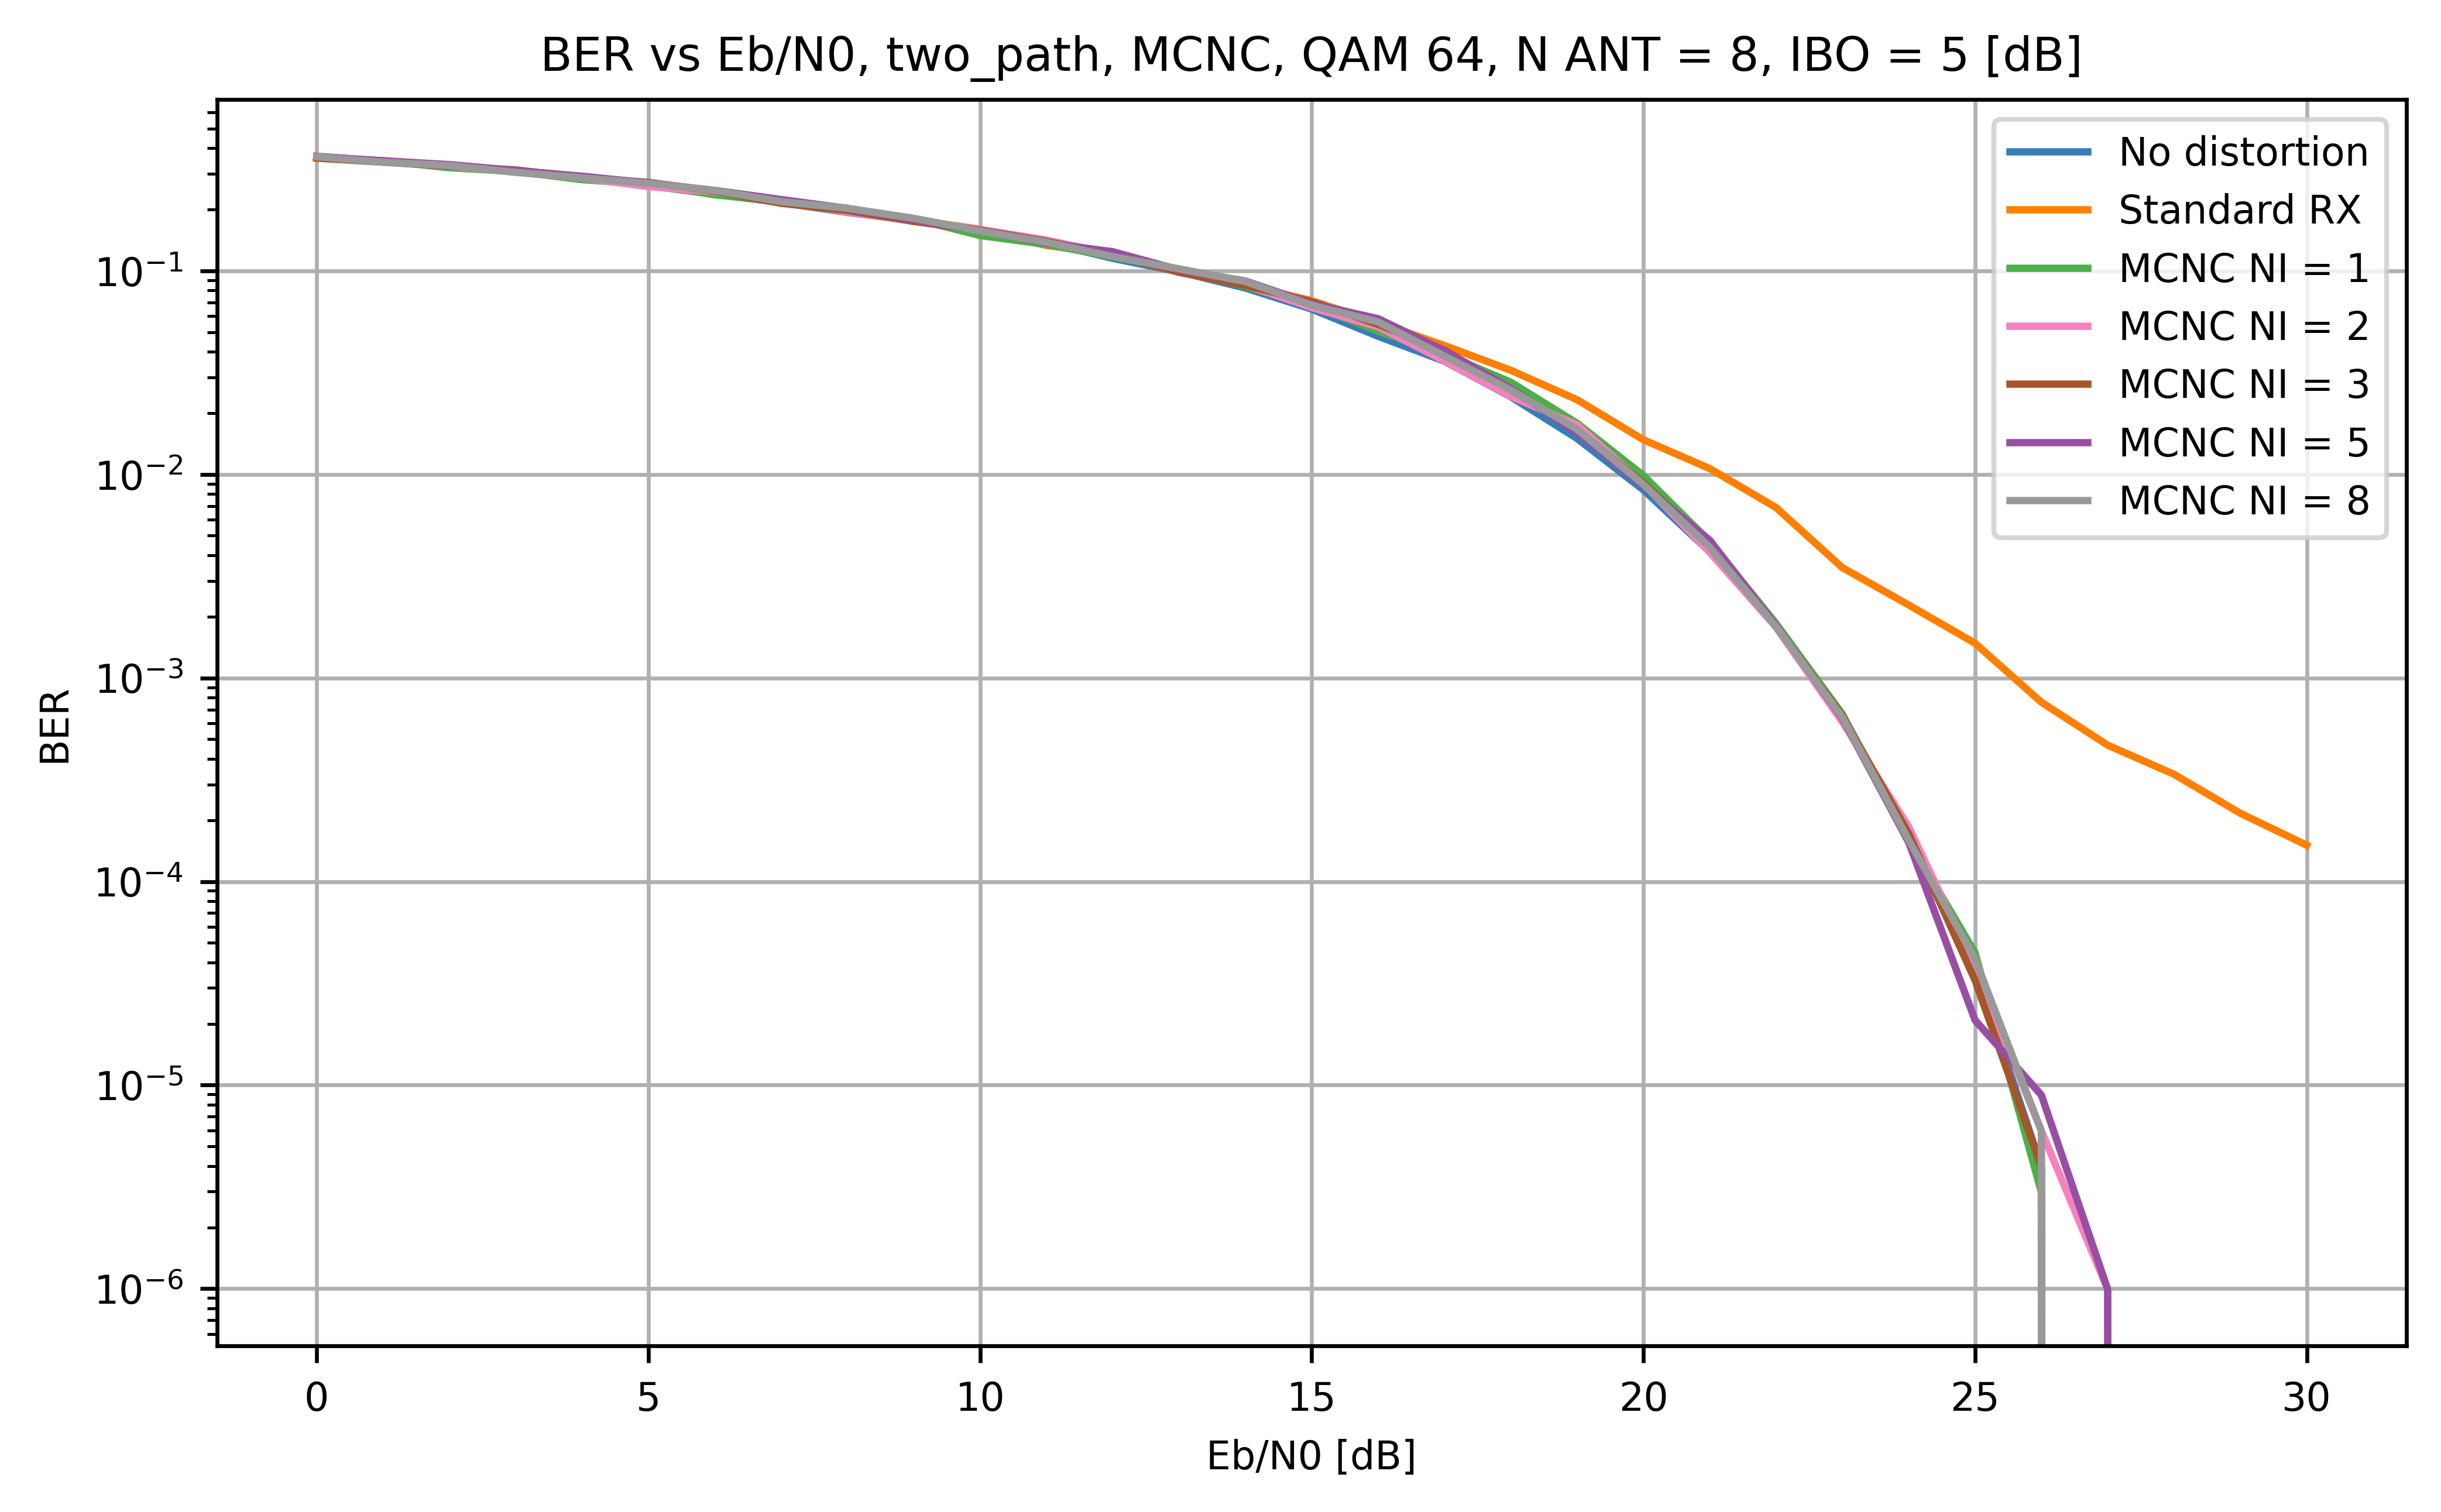 BER vs Eb/N0, two_path, MCNC, QAM 64, N ANT = 8, IBO = 5 [dB]
No distortion
Standard RX
MCNC NI = 1
MCNC NI = 2
MCNC NI = 3
MCNC NI = 5
MCNC NI = 8
BER
10⁻¹
10⁻²
10⁻³
10⁻⁴
10⁻⁵
10⁻⁶
0 5 10 15 20 25 30
Eb/N0 [dB]